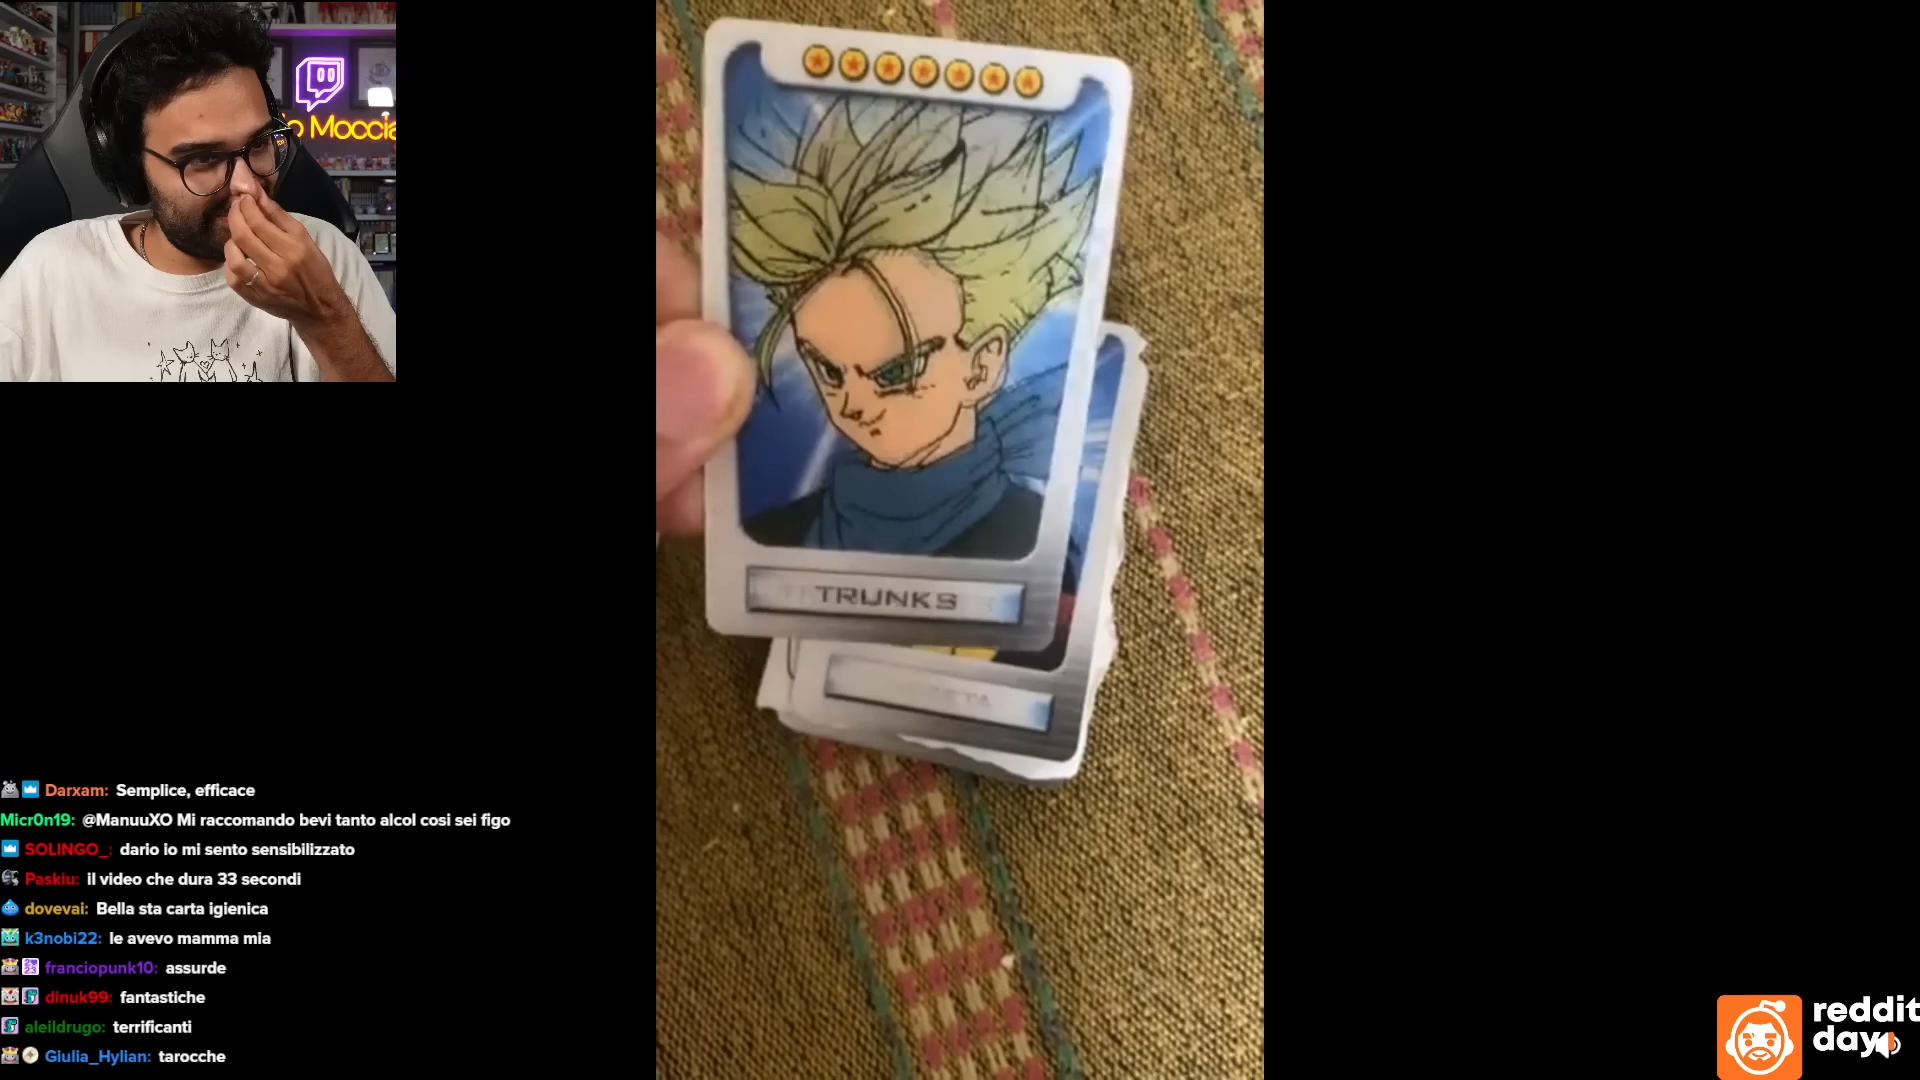 o Moccia
TRUNKS
Darxam: Semplice, efficace
Micr0n19: @ManuuXO Mi raccomando bevi tanto alcol cosi sei figo
SOLINGO_: dario io mi sento sensibilizzato
Paskiu: il video che dura 33 secondi
dovevai: Bella sta carta igienica
k3nobi22: le avevo mamma mia
franciopunk10: assurde
dinuk99: fantastiche
aleildrugo: terrificanti
Giulia_Hylian: tarocche
reddit
day